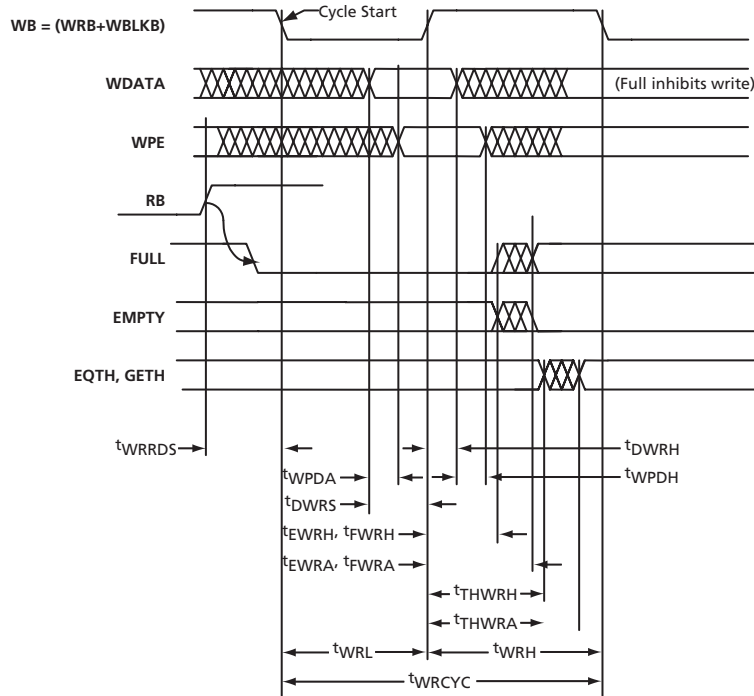 Cycle Start
WB = (WRB+WBLKB)
WDATA
(Full inhibits write)
WPE
RB
FULL
EMPTY
EQTH, GETH
tWRRDS
tDWRH
tWPDA
tWPDH
tDWRS
tEWRH, tFWRH
tEWRA, tFWRA
tTHWRH
tTHWRA
tWRL
tWRH
tWRCYC